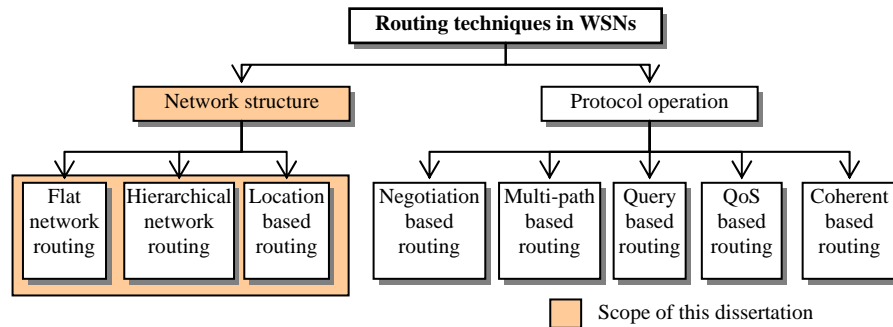 Routing techniques in WSNs
Network structure
Protocol operation
Flat
network
routing
Hierarchical
network
routing
Location
based
routing
Negotiation
based
routing
Multi-path
based
routing
Query
based
routing
QoS
based
routing
Coherent
based
routing
Scope of this dissertation